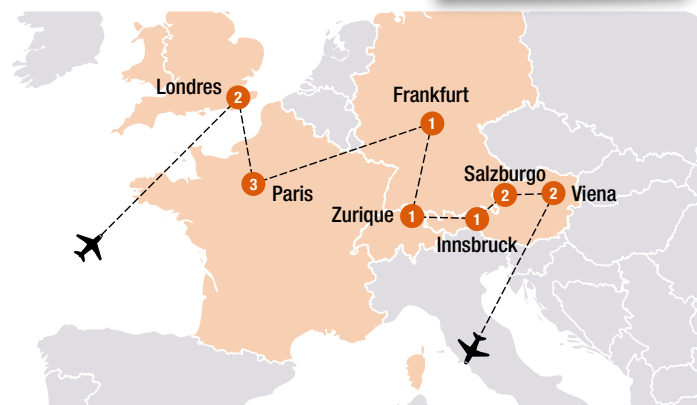 Londres
2
Frankfurt
1
3
Paris
Salzburgo
2
2
Viena
Zurique
1
1
Innsbruck